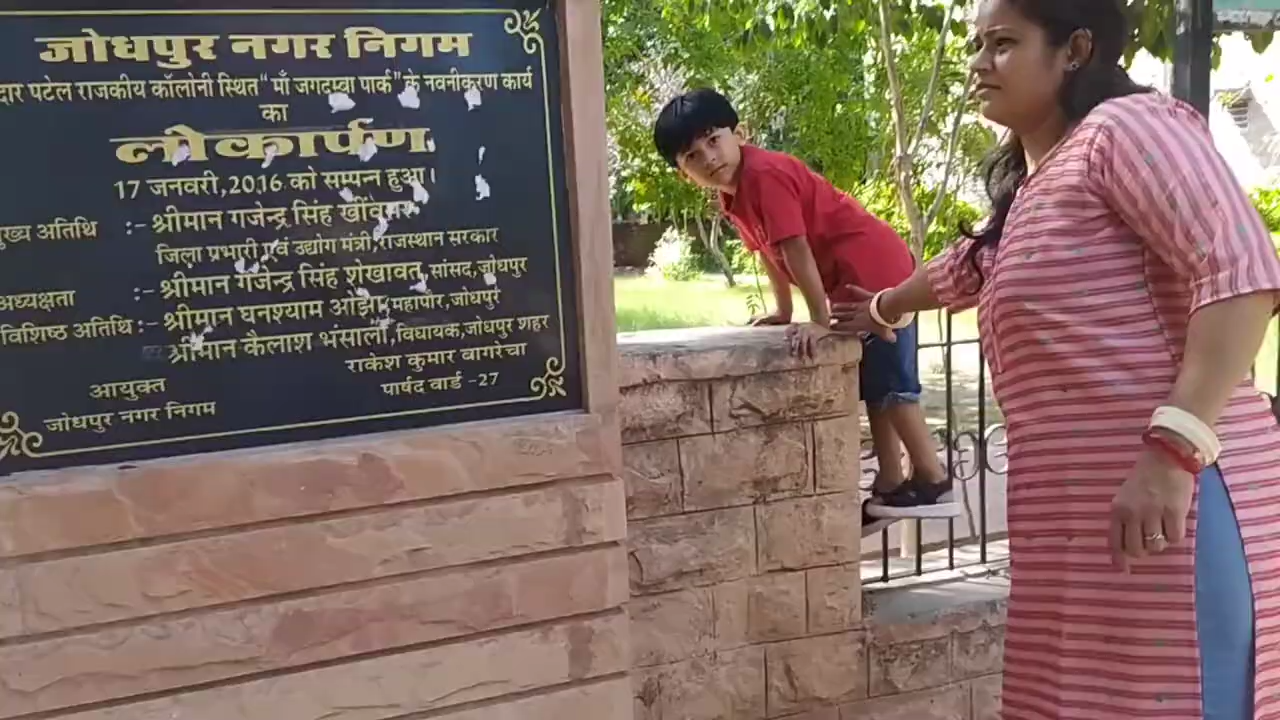 जोधपुर नगर निगम
दार पटेल राजकीय कॉलोनी स्थित "माँ जगदम्बा पार्क" के नवनीकरण कार्य
का
लोकार्पण
17 जनवरी, 2016 को सम्पन्न हुआ।
मुख्य अतिथि :- श्रीमान गजेन्द्र सिंह खींवसर
जिला प्रभारी एवं उद्योग मंत्री, राजस्थान सरकार
अध्यक्षता :- श्रीमान गजेन्द्र सिंह शेखावत, सांसद, जोधपुर
विशिष्ठ अतिथि :- श्रीमान घनश्याम ओझा, महापोर, जोधपुर
श्रीमान कैलाश भंसाली, विधायक, जोधपुर शहर
राकेश कुमार वागरेचा
पार्षद वार्ड -27
आयुक्त
जोधपुर नगर निगम